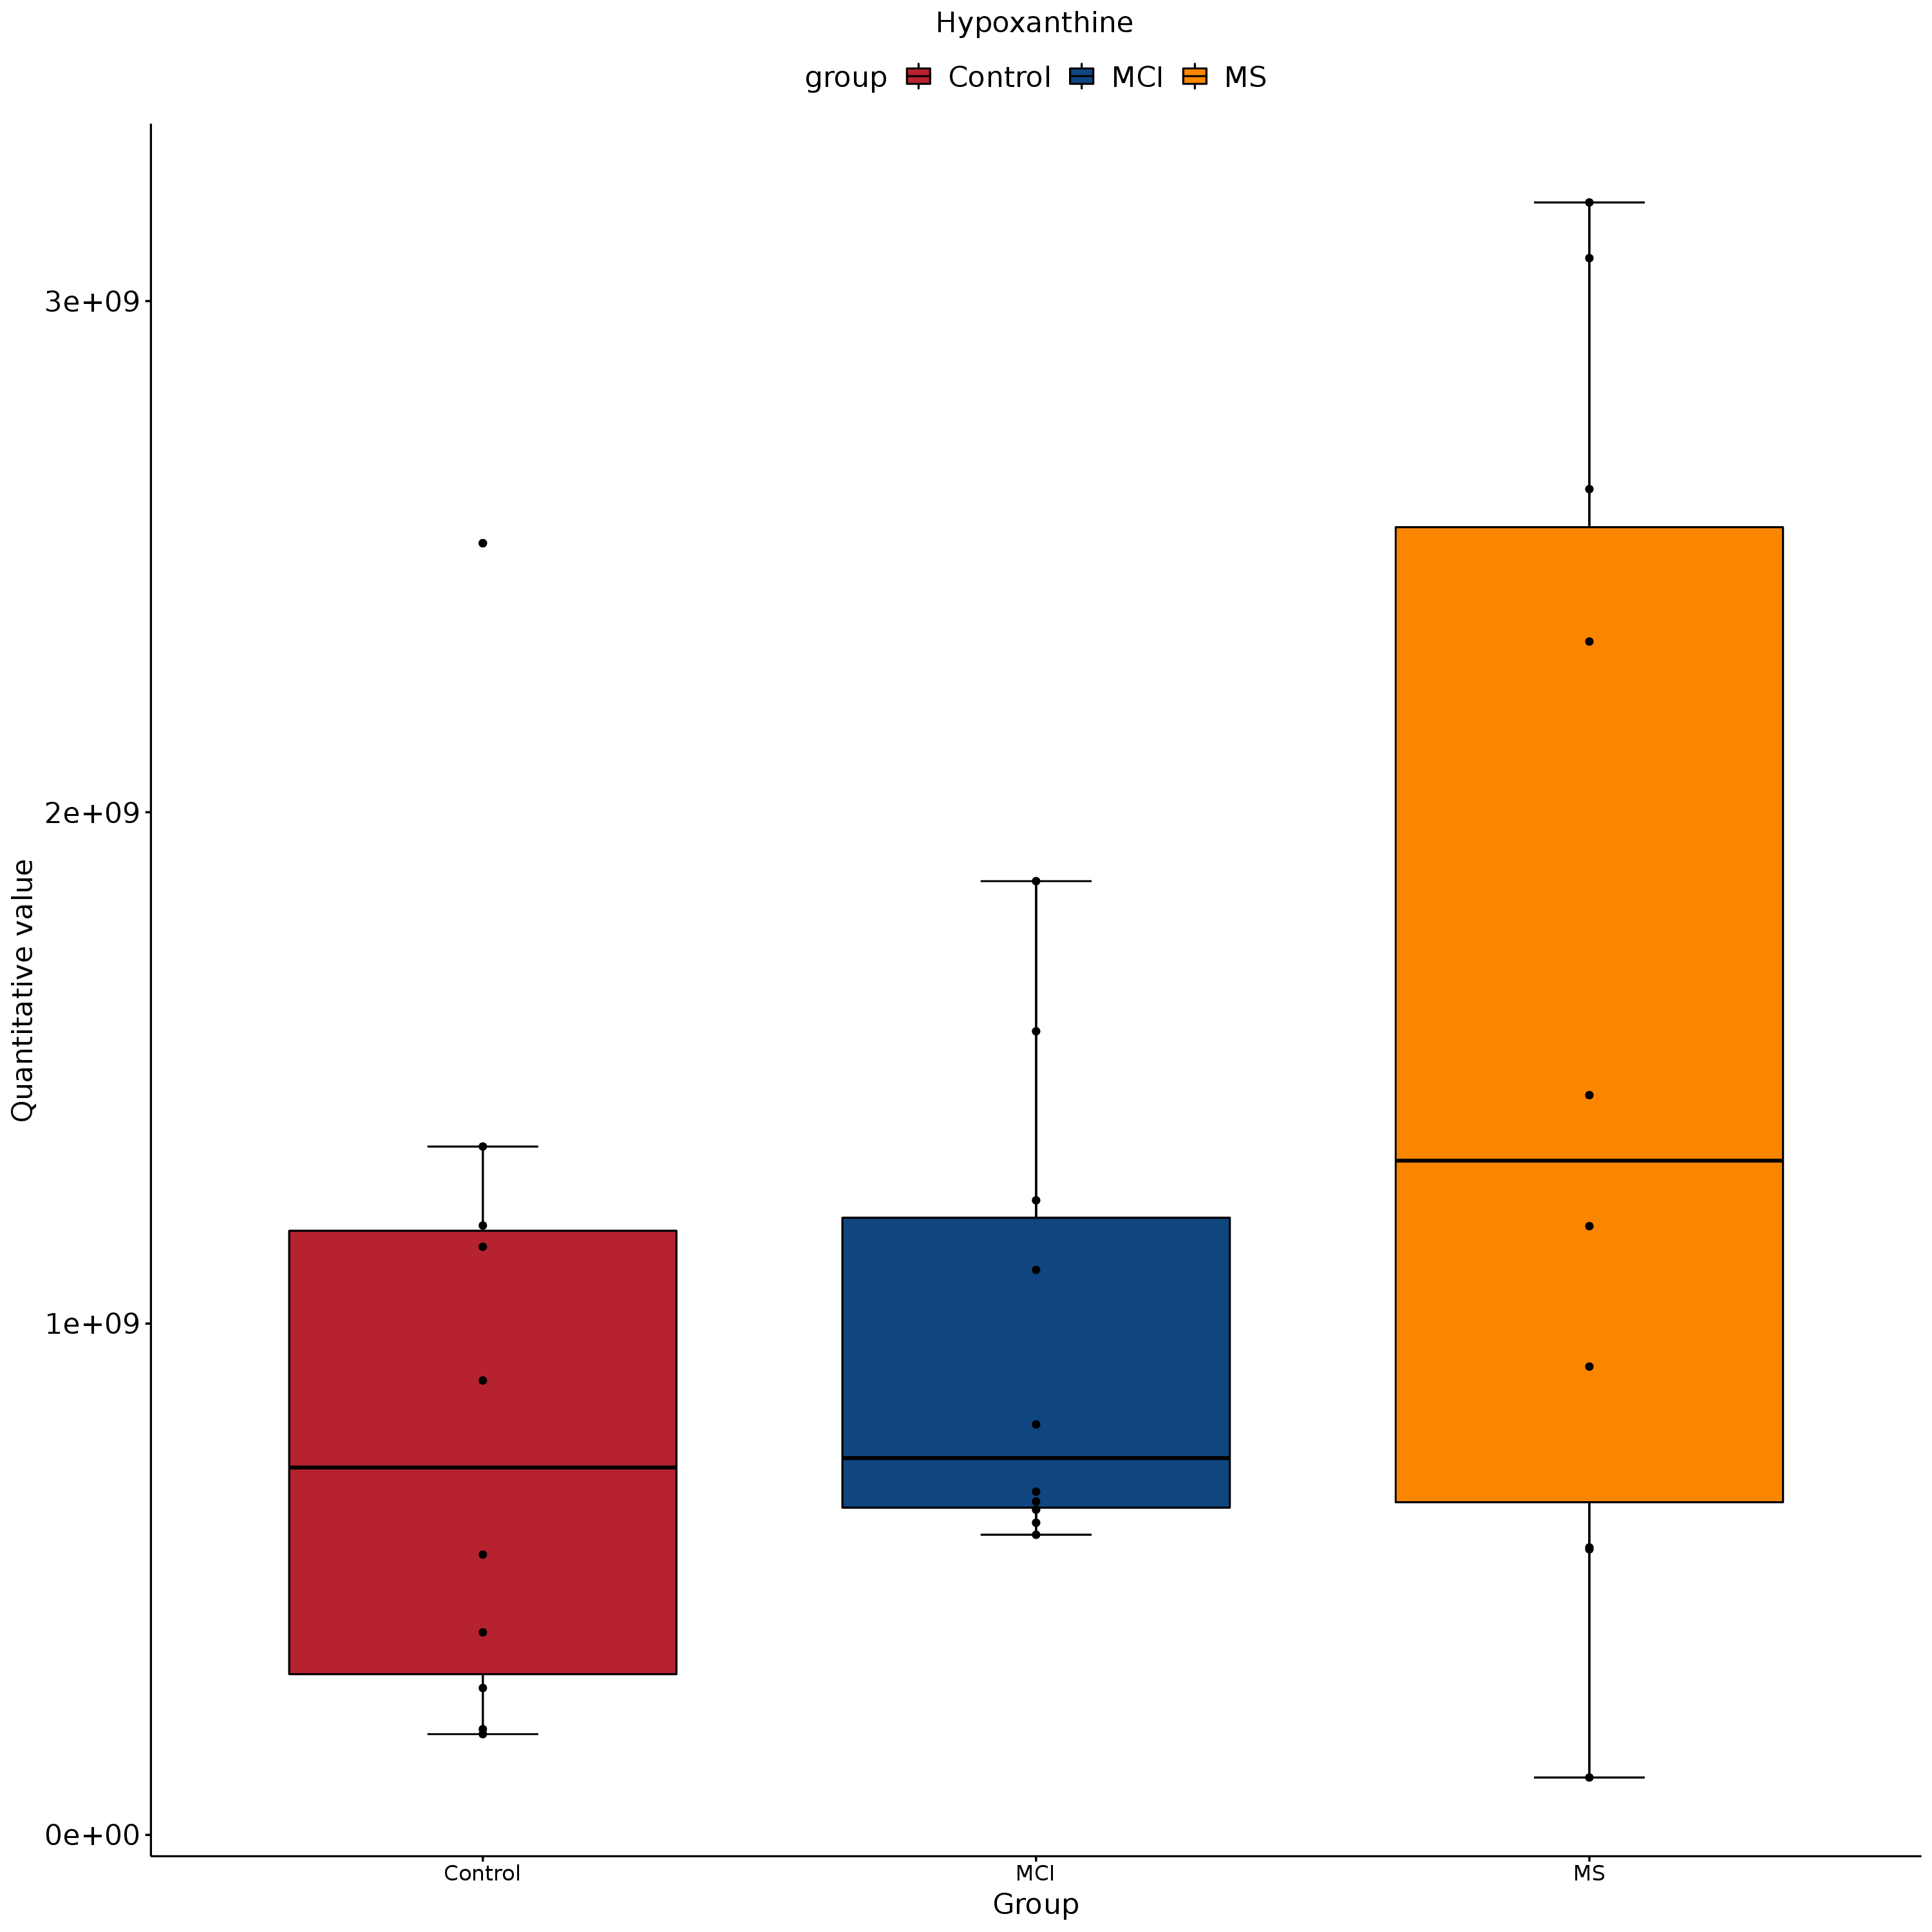 Hypoxanthine
group Control MCI MS
3e+09
2e+09
1e+09
0e+00
Quantitative value
Control MCI MS
Group